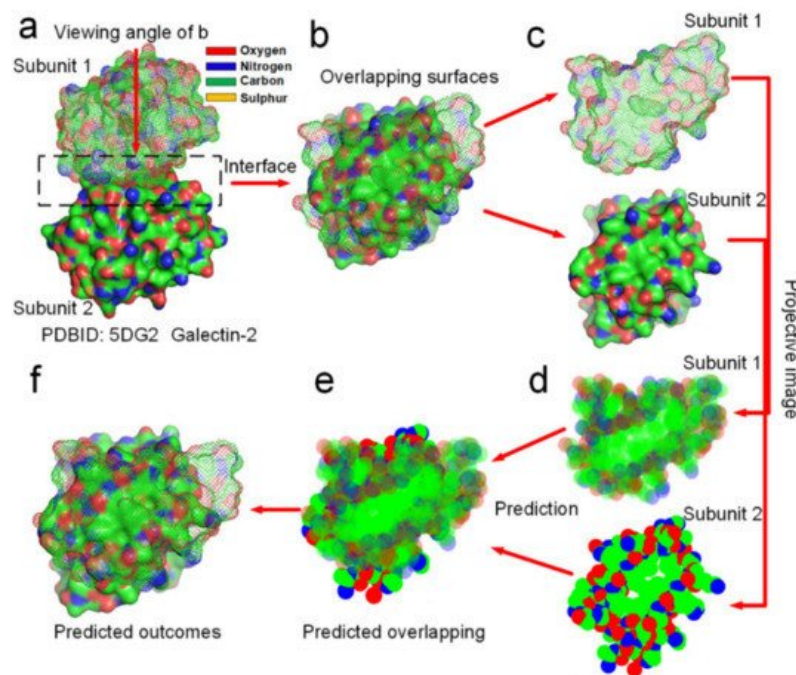 a
Viewing angle of b
Subunit 1
Oxygen
Nitrogen
Carbon
Sulphur
Interface
Subunit 2
PDBID: 5DG2 Galectin-2
b
Overlapping surfaces
c
Subunit 1
Subunit 2
Projective image
d
Subunit 1
Subunit 2
Prediction
e
Predicted overlapping
f
Predicted outcomes